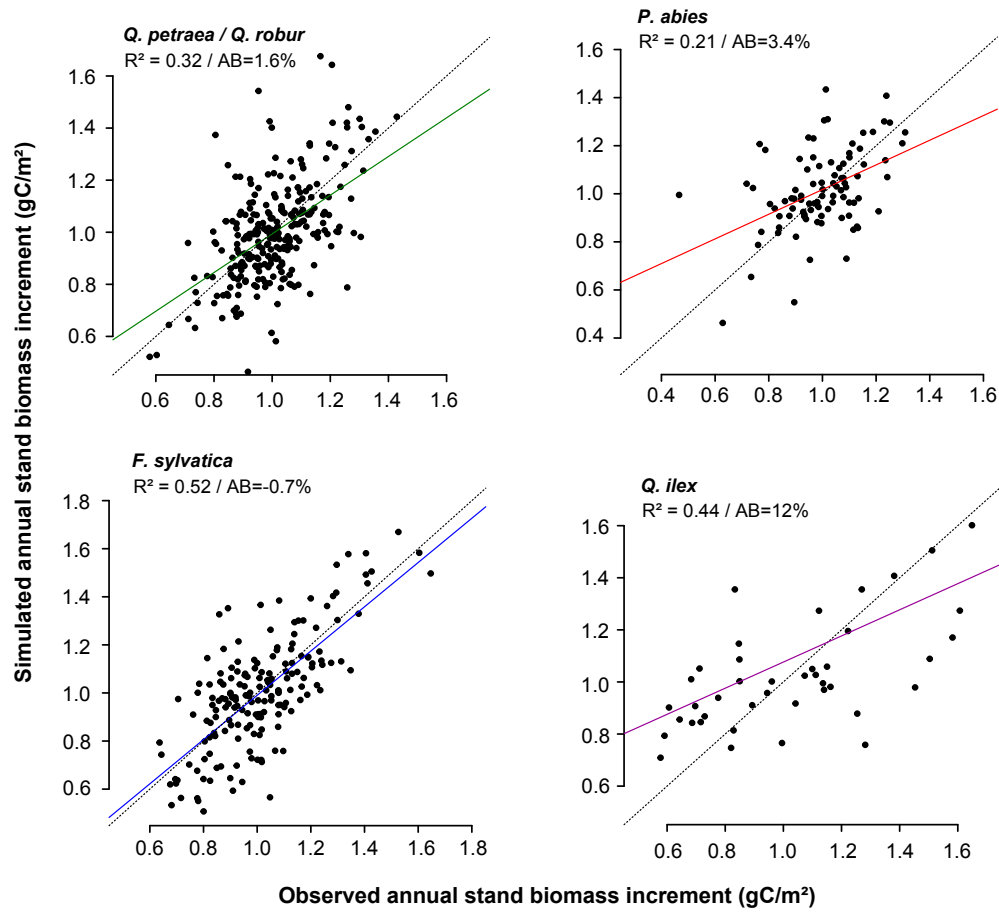 Q. petraea / Q. robur
R² = 0.32 / AB=1.6%
1.6
1.4
1.2
1.0
0.8
0.6
0.6 0.8 1.0 1.2 1.4 1.6
P. abies
R² = 0.21 / AB=3.4%
1.6
1.4
1.2
1.0
0.8
0.6
0.4
0.4 0.6 0.8 1.0 1.2 1.4 1.6
F. sylvatica
R² = 0.52 / AB=-0.7%
1.8
1.6
1.4
1.2
1.0
0.8
0.6
0.6 0.8 1.0 1.2 1.4 1.6 1.8
Q. ilex
R² = 0.44 / AB=12%
1.6
1.4
1.2
1.0
0.8
0.6
0.6 0.8 1.0 1.2 1.4 1.6
Simulated annual stand biomass increment (gC/m²)
Observed annual stand biomass increment (gC/m²)